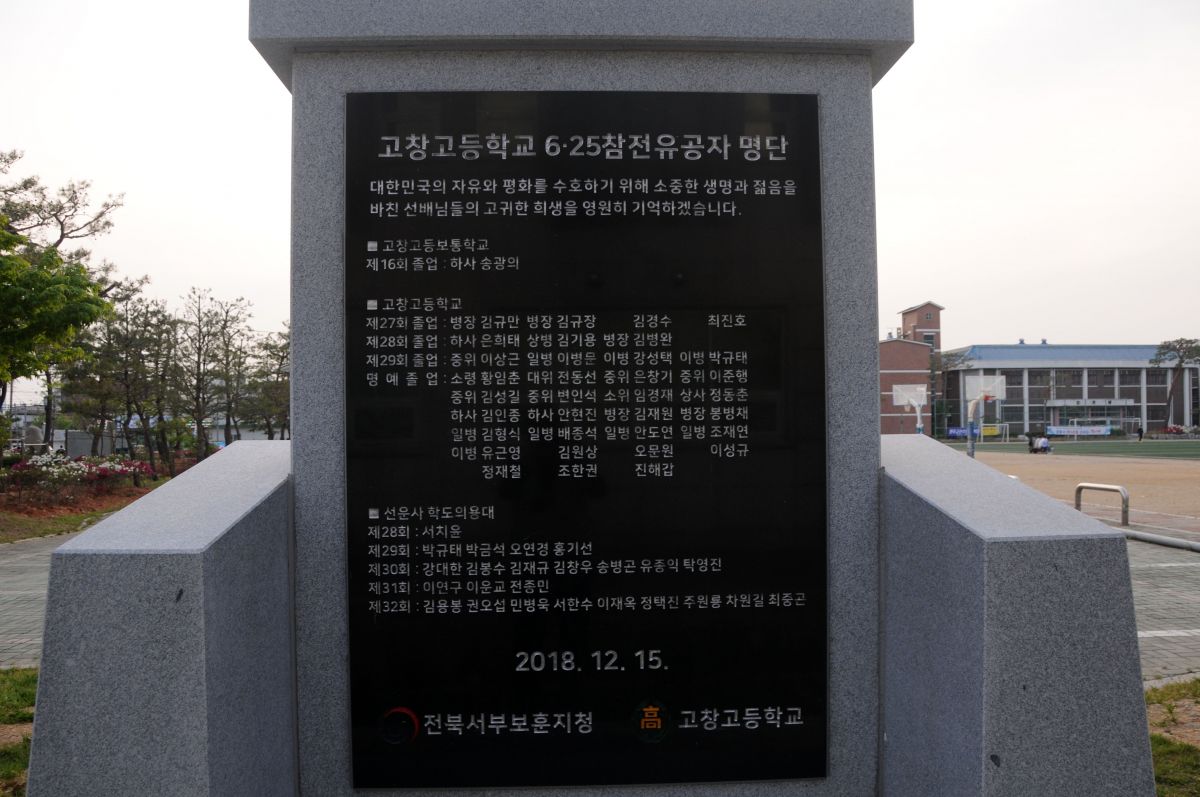 고창고등학교 6·25참전유공자 명단
대한민국의 자유와 평화를 수호하기 위해 소중한 생명과 젊음을
바친 선배님들의 고귀한 희생을 영원히 기억하겠습니다.
■ 고창고등보통학교
제16회 졸업 : 하사 송광의
■ 고창고등학교
제27회 졸업 : 병장 김규만 병장 김규장 김경수 최진호
제28회 졸업 : 하사 은희태 상병 김기용 병장 김병완
제29회 졸업 : 중위 이상근 일병 이병문 이병 강성택 이병 박규태
명예졸업 : 소령 황임춘 대위 전동선 중위 은창기 중위 이준행
중위 김성길 중위 변인석 소위 임경재 상사 정동춘
하사 김인종 하사 안현진 병장 김재원 병장 봉병채
일병 김형식 일병 배종석 일병 안도연 일병 조재연
이병 유근영 김원상 오문원 이성규
정재철 조한권 진해갑
■ 선운사 학도의용대
제28회 : 서치윤
제29회 : 박규태 박금석 오연경 홍기선
제30회 : 강대한 김봉수 김재규 김창우 송병곤 유종익 탁영진
제31회 : 이연구 이운교 전종민
제32회 : 김용봉 권오섭 민병욱 서한수 이재옥 정택진 주원룡 차원길 최중곤
2018. 12. 15.
전북서부보훈지청 高 고창고등학교